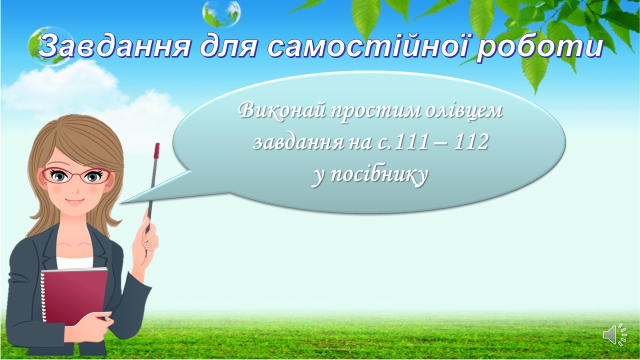 Завдання для самостійної роботи
Виконай простим олівцем
завдання на с.111 – 112
у посібнику